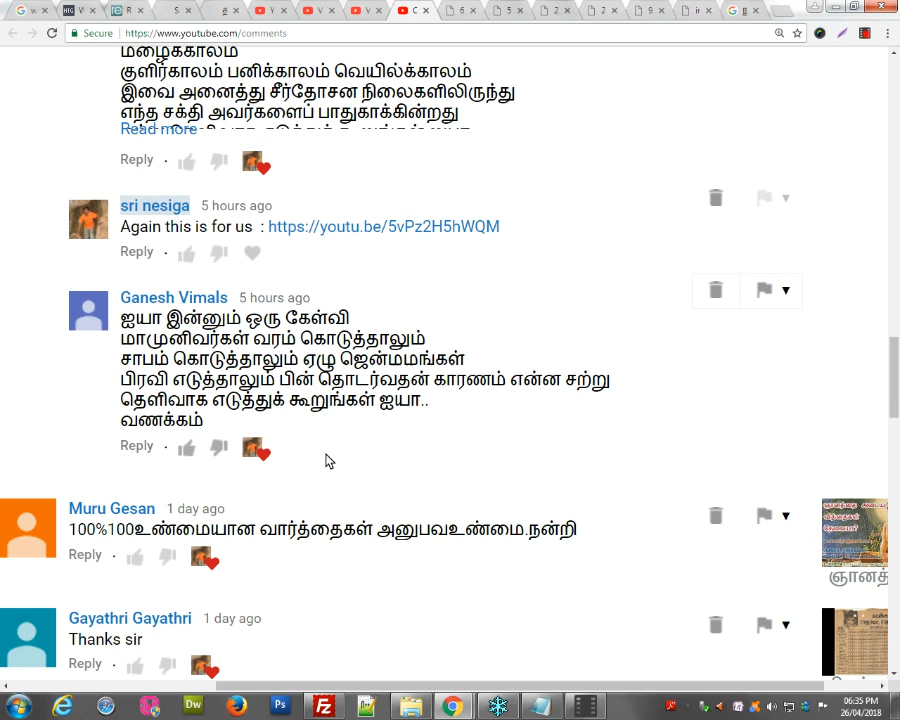 Secure https://www.youtube.com/comments
மழைக்காலம்
குளிர்காலம் பனிக்காலம் வெயில்க்காலம்
இவை அனைத்து சீர்தோசன நிலைகளிலிருந்து
எந்த சக்தி அவர்களைப் பாதுகாக்கின்றது
Read more
Reply
sri nesiga 5 hours ago
Again this is for us : https://youtu.be/5vPz2H5hWQM
Reply
Ganesh Vimals 5 hours ago
ஐயா இன்னும் ஒரு கேள்வி
மாமுனிவர்கள் வரம் கொடுத்தாலும்
சாபம் கொடுத்தாலும் ஏழு ஜென்மமங்கள்
பிரவி எடுத்தாலும் பின் தொடர்வதன் காரணம் என்ன சற்று
தெளிவாக எடுத்துக் கூறுங்கள் ஐயா..
வணக்கம்
Reply
Muru Gesan 1 day ago
100%100உண்மையான வார்த்தைகள் அனுபவஉண்மை.நன்றி
Reply
ஞானத்
Gayathri Gayathri 1 day ago
Thanks sir
Reply
06:35 PM
26/04/2018